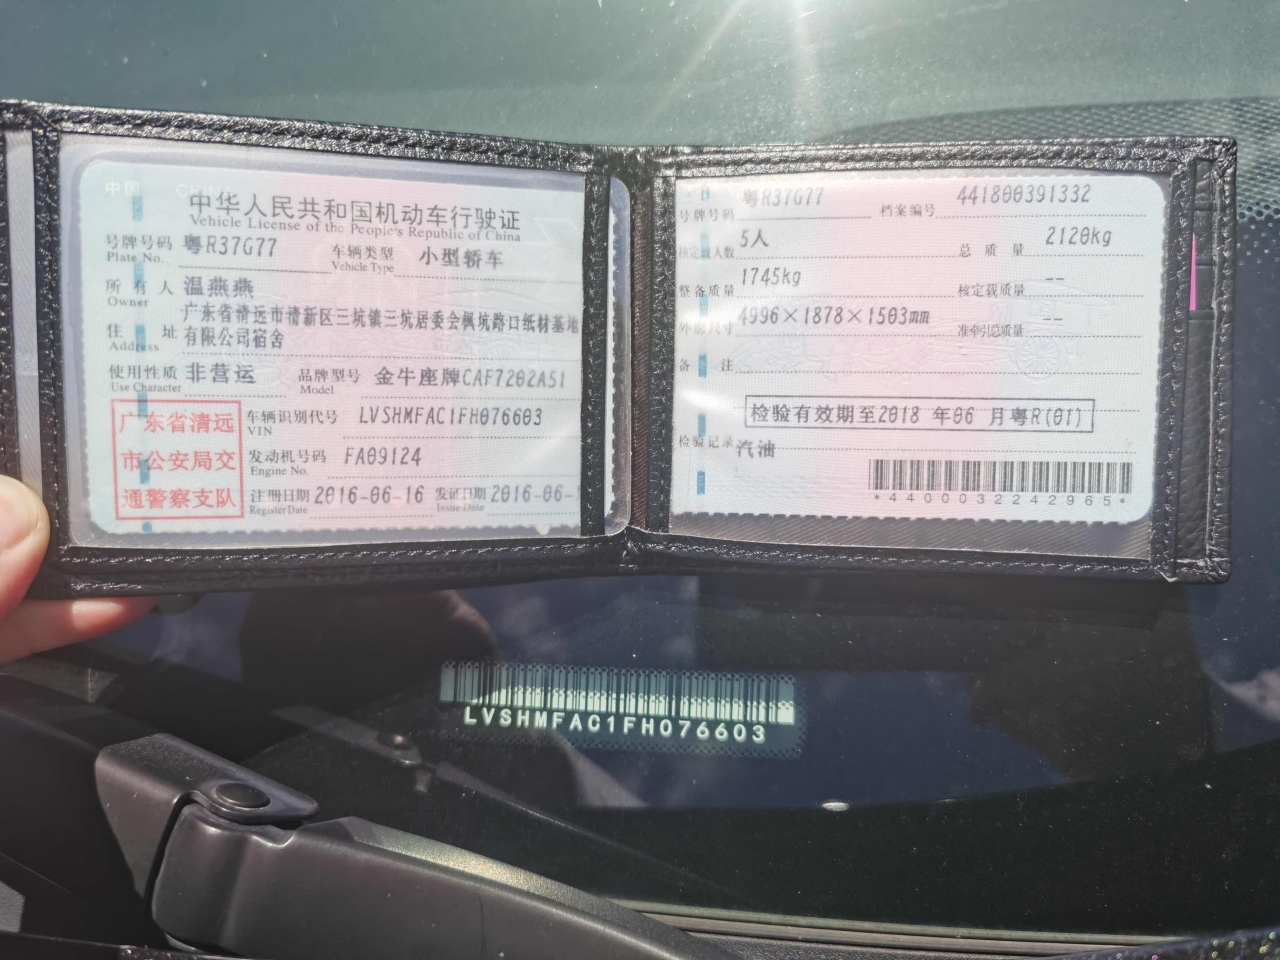 中国 CHINA
中华人民共和国机动车行驶证
Vehicle License of the People's Republic of China
号牌号码 粤R37G77 车辆类型 小型轿车
Plate No. Vehicle Type
所有人 温燕燕
Owner
住址 广东省清远市清新区三坑镇三坑居委会枫坑路口纸材基地
Address 有限公司宿舍
使用性质 非营运 品牌型号 金牛座牌CAF7202A51
Use Character Model
广东省清远
市公安局交
通警察支队
车辆识别代号 LVSHMFAC1FH076603
VIN
发动机号码 FA09124
Engine No.
注册日期 2016-06-16 发证日期 2016-06-
Register Date Issue Date
号牌号码 粤R37G77 档案编号 441800391332
核定载人数 5人 总质量 2120kg
整备质量 1745kg 核定载质量 --
外廓尺寸 4996×1878×1503mm 准牵引总质量 --
备注
检验有效期至2018 年06 月粤R(01)
检验记录
汽油
*4400032242965*
LVSHMFAC1FH076603